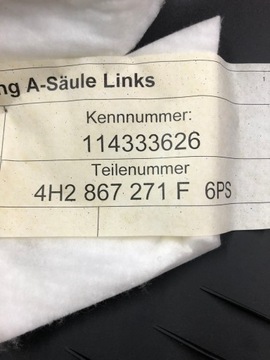 ng A-Säule Links
Kennnummer:
114333626
Teilenummer
4H2 867 271 F 6PS